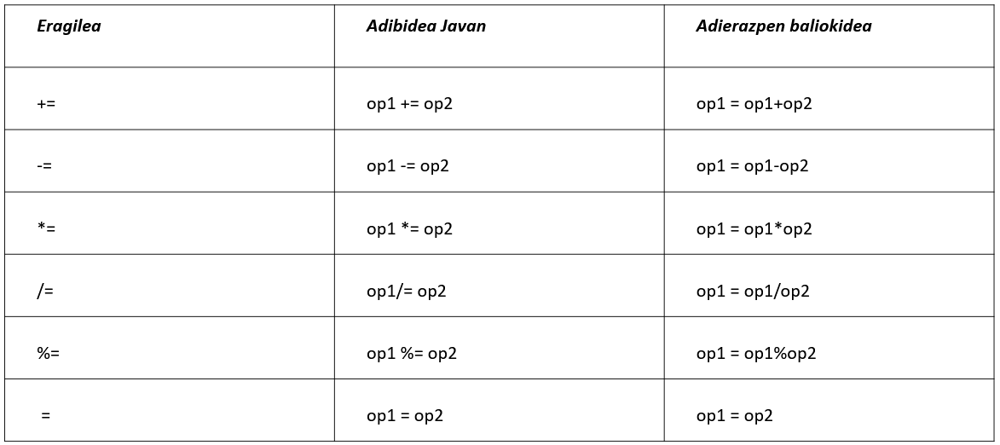 Eragilea Adibidea Javan Adierazpen baliokidea
+= op1 += op2 op1 = op1+op2
-= op1 -= op2 op1 = op1-op2
*= op1 *= op2 op1 = op1*op2
/= op1/= op2 op1 = op1/op2
%= op1 %= op2 op1 = op1%op2
= op1 = op2 op1 = op2